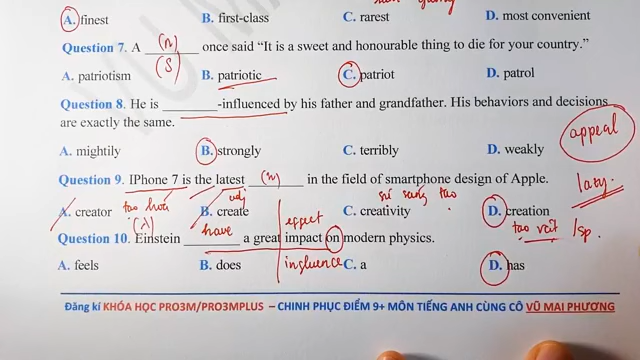 A. finest B. first-class C. rarest D. most convenient
Question 7. A ________ once said “It is a sweet and honourable thing to die for your country.”
(n)
(S)
A. patriotism B. patriotic C. patriot D. patrol
Question 8. He is ________-influenced by his father and grandfather. His behaviors and decisions
are exactly the same.
appeal
A. mightily B. strongly C. terribly D. weakly
Question 9. IPhone 7 is the latest ________ in the field of smartphone design of Apple.
(n)
adj
lazy.
A. creator B. create C. creativity D. creation
tạo hoá
sự sáng tạo
tạo vật /sp.
have
effect
Question 10. Einstein ________ a great impact on modern physics.
influence
A. feels B. does C. a D. has
Đăng kí KHÓA HỌC PRO3M/PRO3MPLUS – CHINH PHỤC ĐIỂM 9+ MÔN TIẾNG ANH CÙNG CÔ VŨ MAI PHƯƠNG